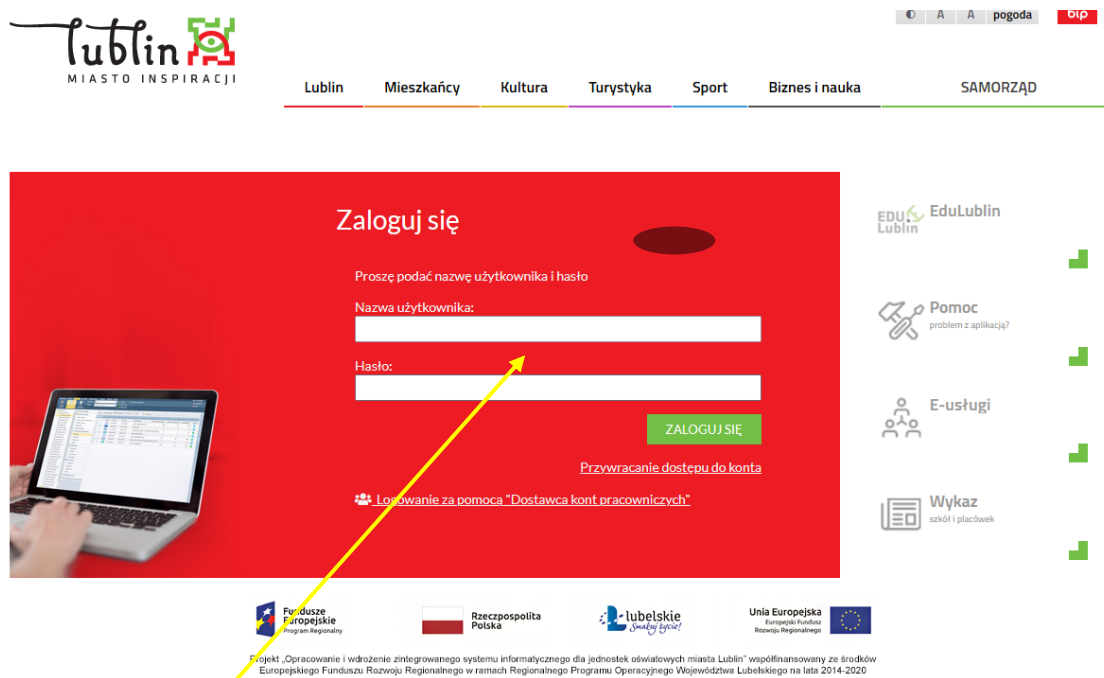 A A pogoda bip
lublin
MIASTO INSPIRACJI
Lublin Mieszkańcy Kultura Turystyka Sport Biznes i nauka SAMORZĄD
Zaloguj się
Proszę podać nazwę użytkownika i hasło
Nazwa użytkownika:
Hasło:
ZALOGUJ SIĘ
Przywracanie dostępu do konta
Logowanie za pomocą "Dostawca kont pracowniczych"
EDU Lublin
EduLublin
Pomoc
problem z aplikacją?
E-usługi
Wykaz
szkół i placówek
Fundusze
Europejskie
Program Regionalny
Rzeczpospolita
Polska
lubelskie
Smakuj życie!
Unia Europejska
Europejski Fundusz
Rozwoju Regionalnego
Projekt „Opracowanie i wdrożenie zintegrowanego systemu informatycznego dla jednostek oświatowych miasta Lublin" współfinansowany ze środków
Europejskiego Funduszu Rozwoju Regionalnego w ramach Regionalnego Programu Operacyjnego Województwa Lubelskiego na lata 2014-2020